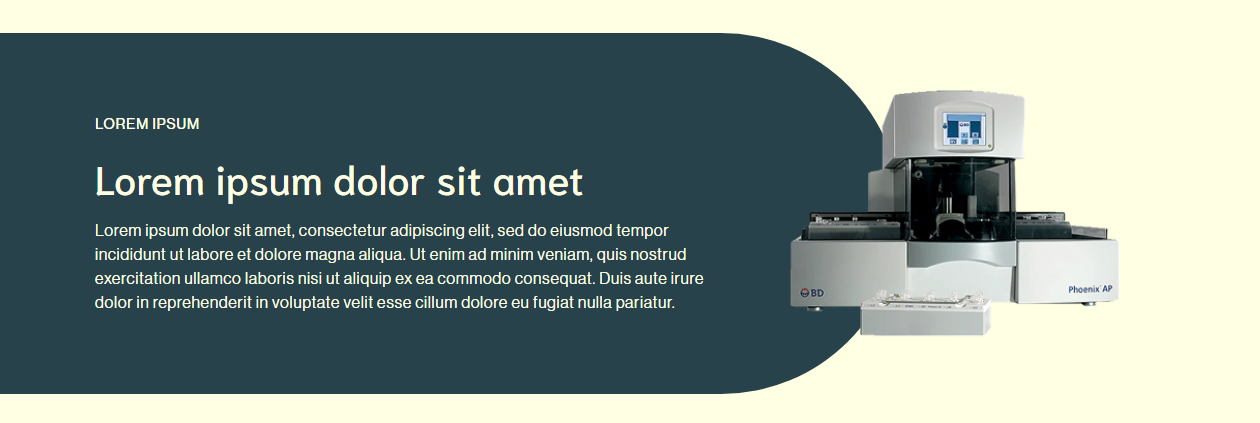 LOREM IPSUM
Lorem ipsum dolor sit amet
Lorem ipsum dolor sit amet, consectetur adipiscing elit, sed do eiusmod tempor
incididunt ut labore et dolore magna aliqua. Ut enim ad minim veniam, quis nostrud
exercitation ullamco laboris nisi ut aliquip ex ea commodo consequat. Duis aute irure
dolor in reprehenderit in voluptate velit esse cillum dolore eu fugiat nulla pariatur.
BD
BD
Phoenix AP